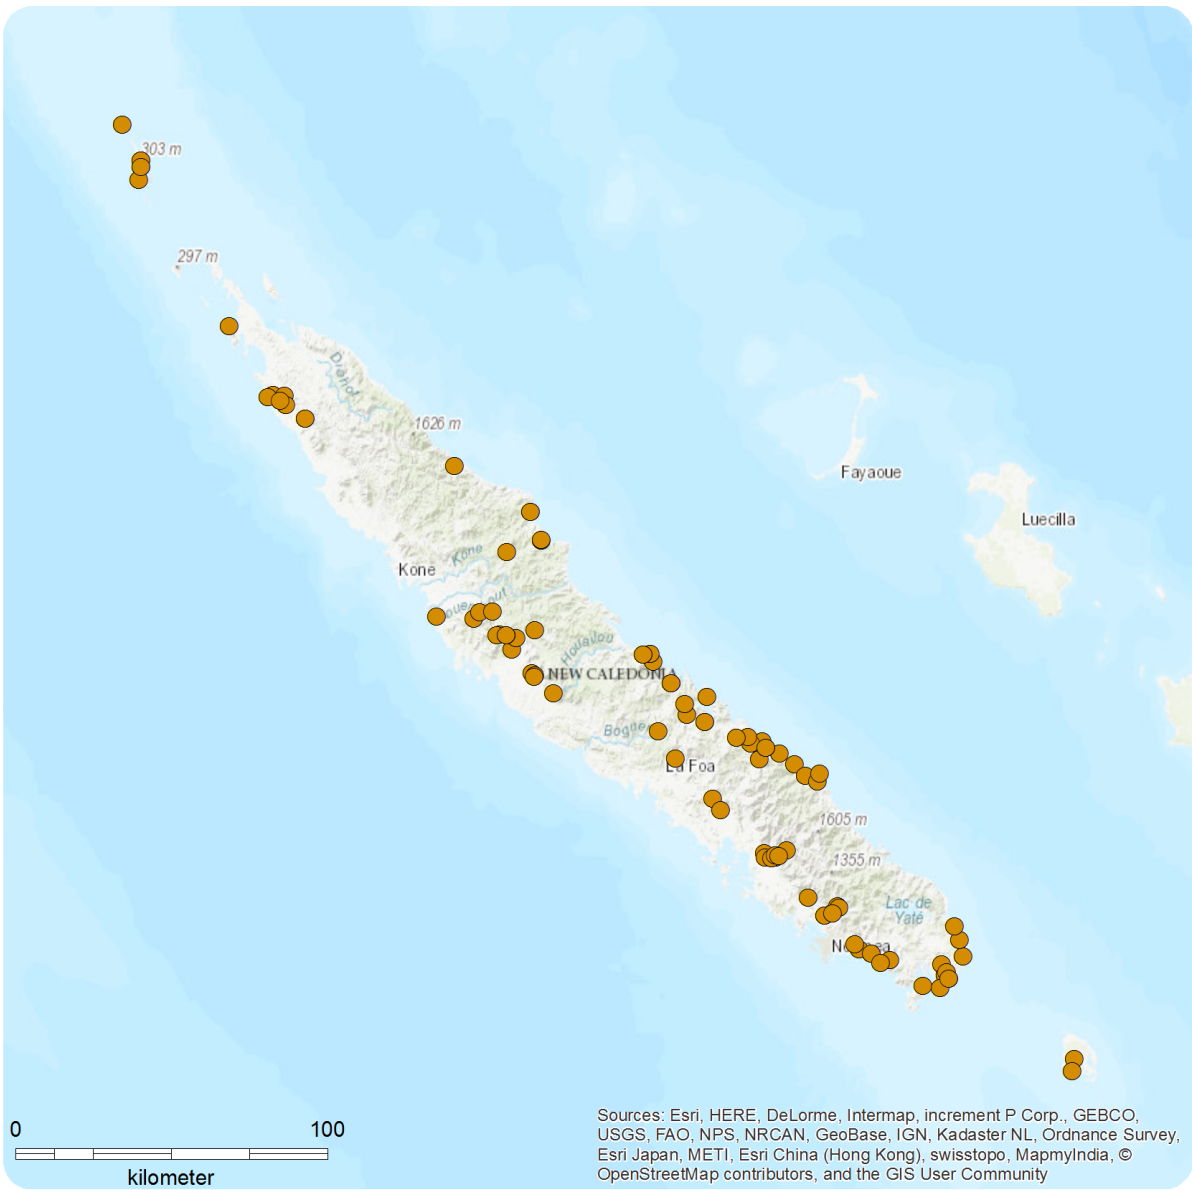 303 m
297 m
Diahot
1626 m
Fayaoue
Luecilla
Kone
Kone
Houailou
NEW CALEDONIA
La Foa
1605 m
1355 m
Lac de
Yaté
0
100
kilometer
Sources: Esri, HERE, DeLorme, Intermap, increment P Corp., GEBCO,
USGS, FAO, NPS, NRCAN, GeoBase, IGN, Kadaster NL, Ordnance Survey,
Esri Japan, METI, Esri China (Hong Kong), swisstopo, MapmyIndia, ©
OpenStreetMap contributors, and the GIS User Community